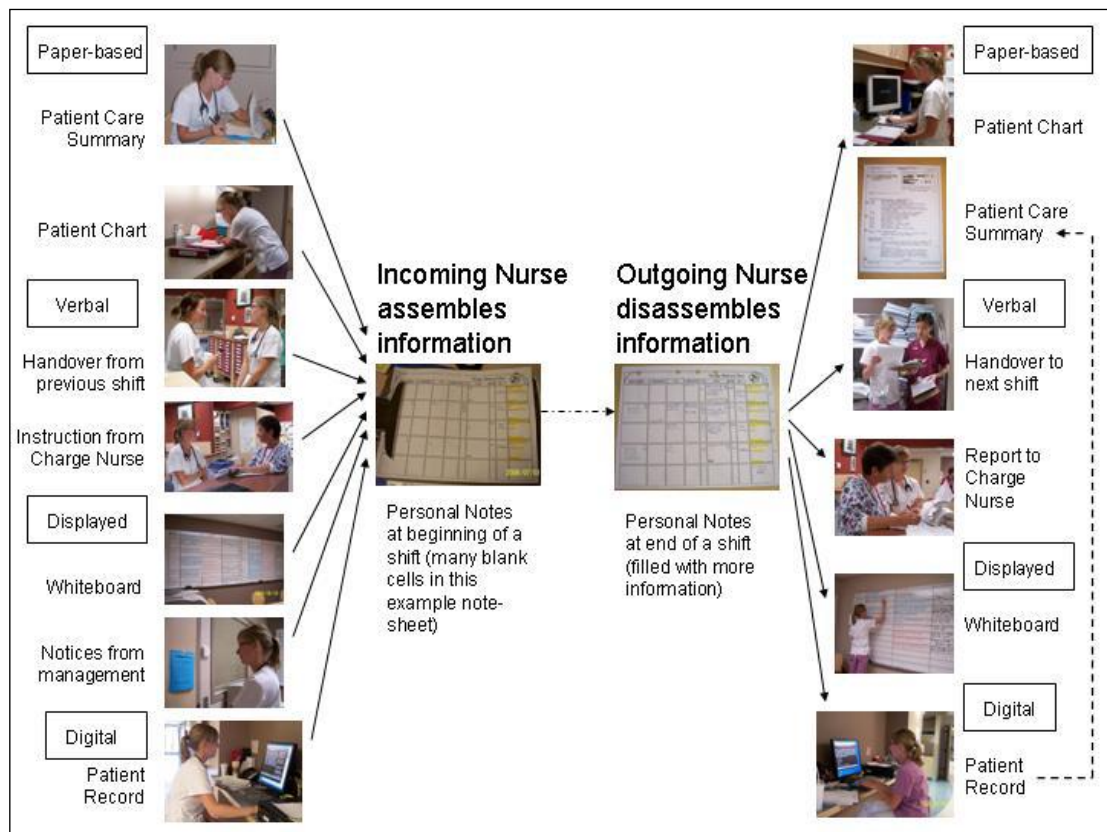 Paper-based
Patient Care
Summary
Patient Chart
Verbal
Handover from
previous shift
Instruction from
Charge Nurse
Displayed
Whiteboard
Notices from
management
Digital
Patient
Record
Incoming Nurse
assembles
information
Personal Notes
at beginning of a
shift (many blank
cells in this
example note-
sheet)
Outgoing Nurse
disassembles
information
Personal Notes
at end of a shift
(filled with more
information)
Paper-based
Patient Chart
Patient Care
Summary
Verbal
Handover to
next shift
Report to
Charge
Nurse
Displayed
Whiteboard
Digital
Patient
Record